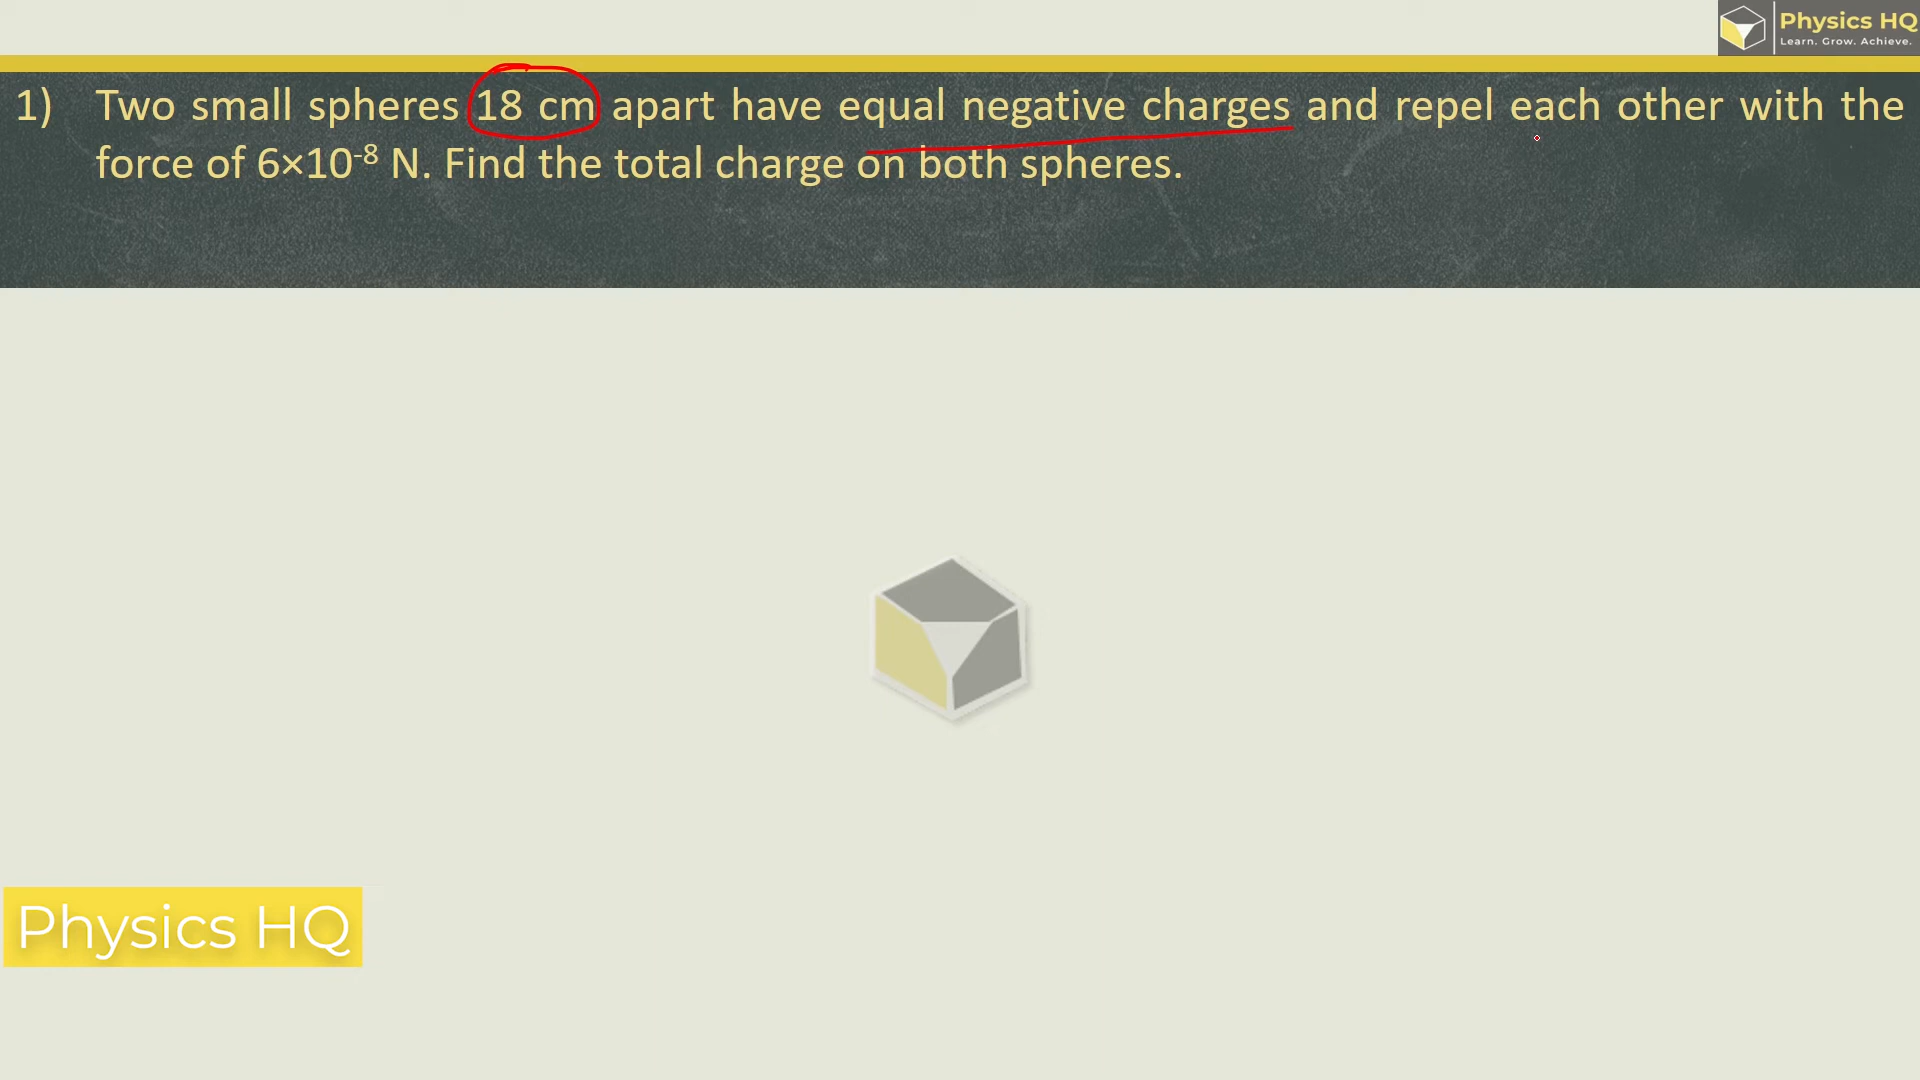 Physics HQ
Learn. Grow. Achieve.
1) Two small spheres 18 cm apart have equal negative charges and repel each other with the
force of 6×10⁻⁸ N. Find the total charge on both spheres.
Physics HQ